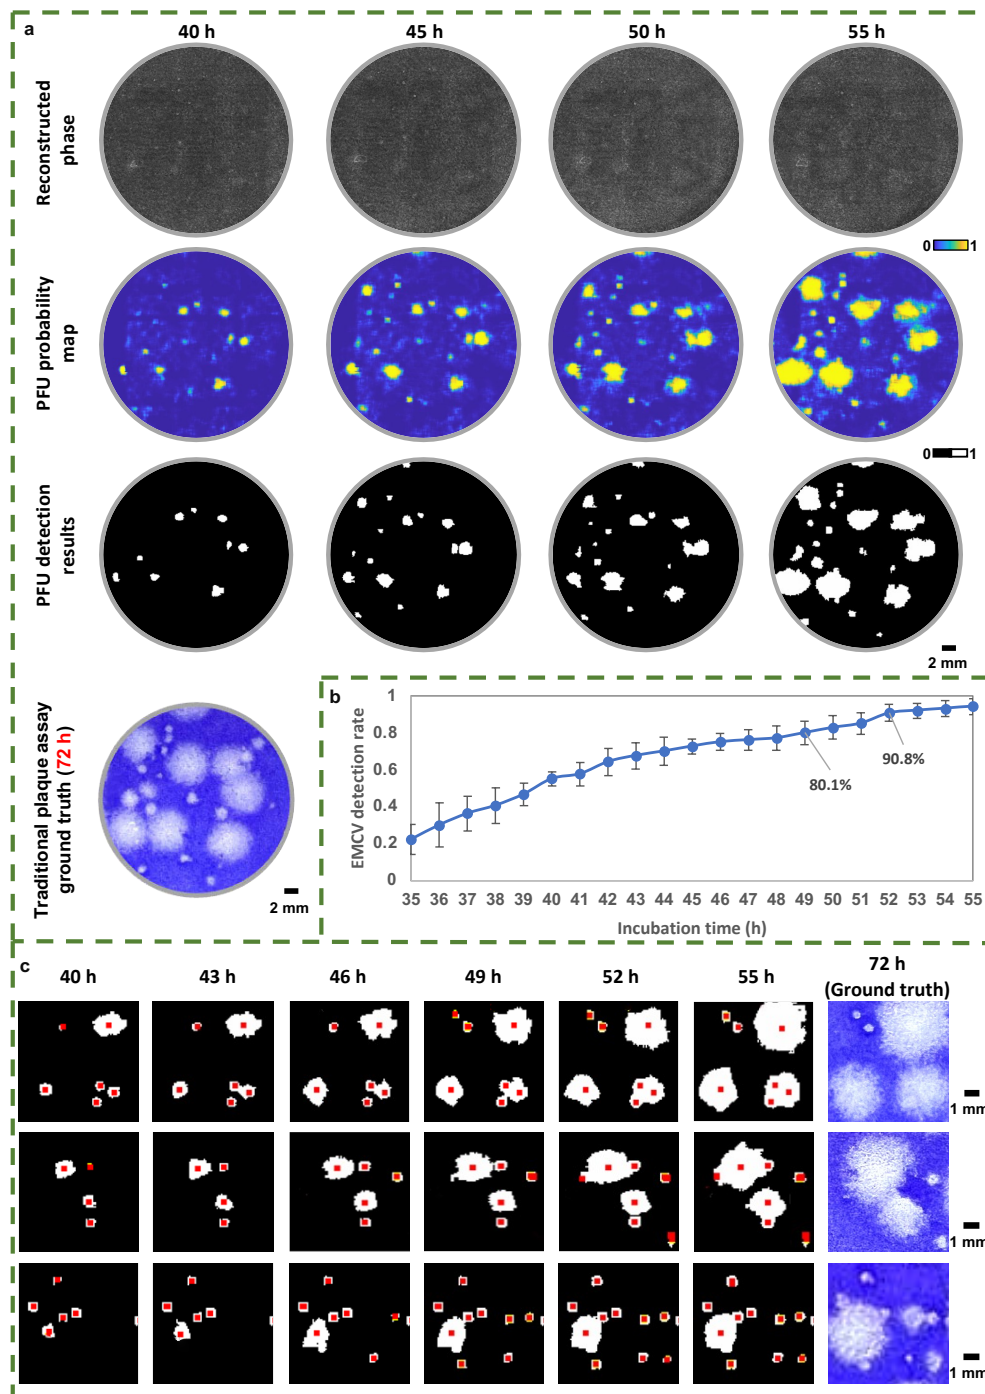 a
40 h
45 h
50 h
55 h
Reconstructed
phase
0 1
PFU probability
map
0 1
PFU detection
results
2 mm
Traditional plaque assay
ground truth (72 h)
2 mm
b
EMCV detection rate
1
0.8
0.6
0.4
0.2
0
80.1%
90.8%
35 36 37 38 39 40 41 42 43 44 45 46 47 48 49 50 51 52 53 54 55
Incubation time (h)
c
40 h
43 h
46 h
49 h
52 h
55 h
72 h
(Ground truth)
1 mm
1 mm
1 mm